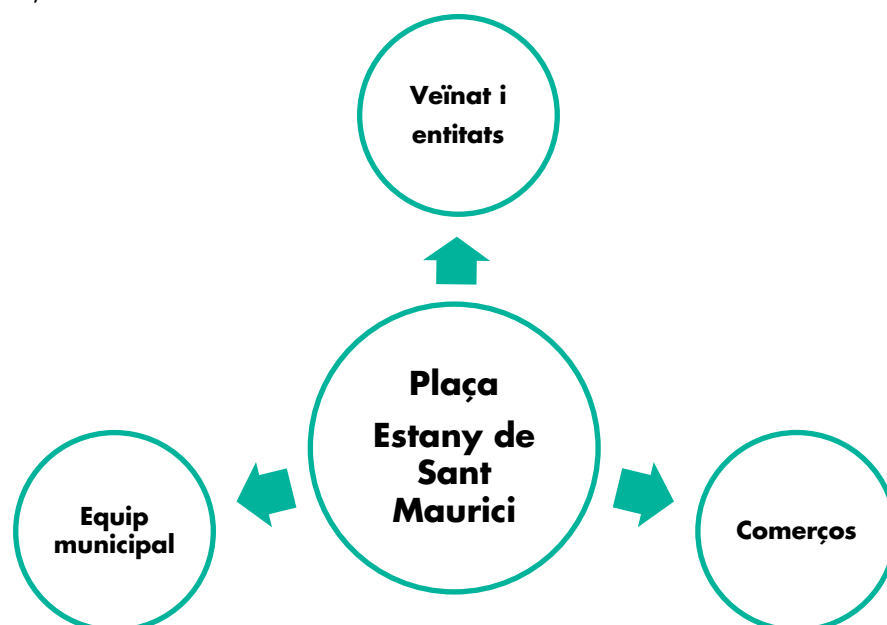 Veïnat i
entitats
Plaça
Estany de
Sant
Maurici
Equip
municipal
Comerços